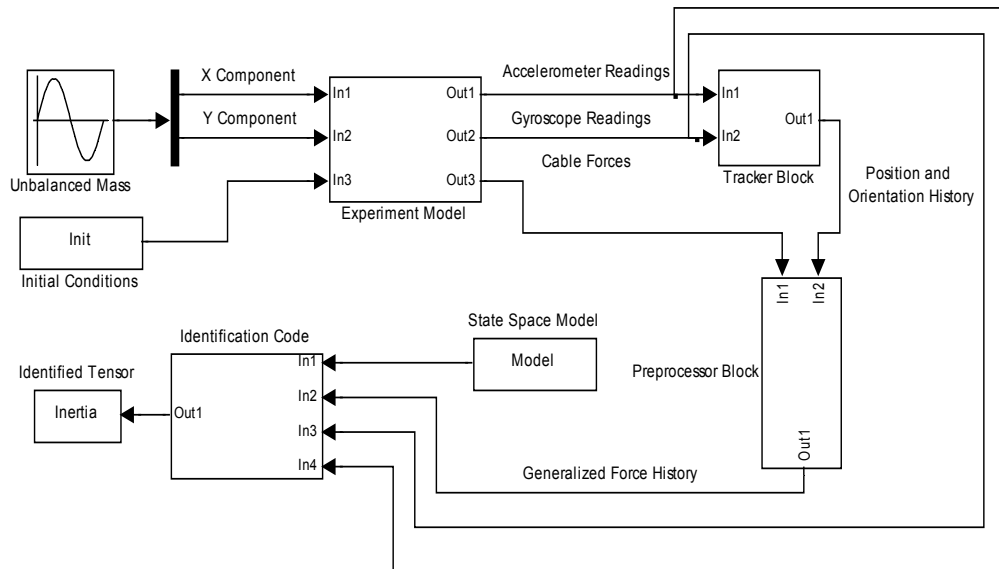 X Component
Y Component
Unbalanced Mass
Init
Initial Conditions
In1
In2
In3
Out1
Out2
Out3
Experiment Model
Accelerometer Readings
Gyroscope Readings
Cable Forces
In1
In2
Out1
Tracker Block
Position and
Orientation History
In1
In2
Preprocessor Block
Out1
State Space Model
Model
Identification Code
In1
In2
In3
In4
Out1
Identified Tensor
Inertia
Generalized Force History